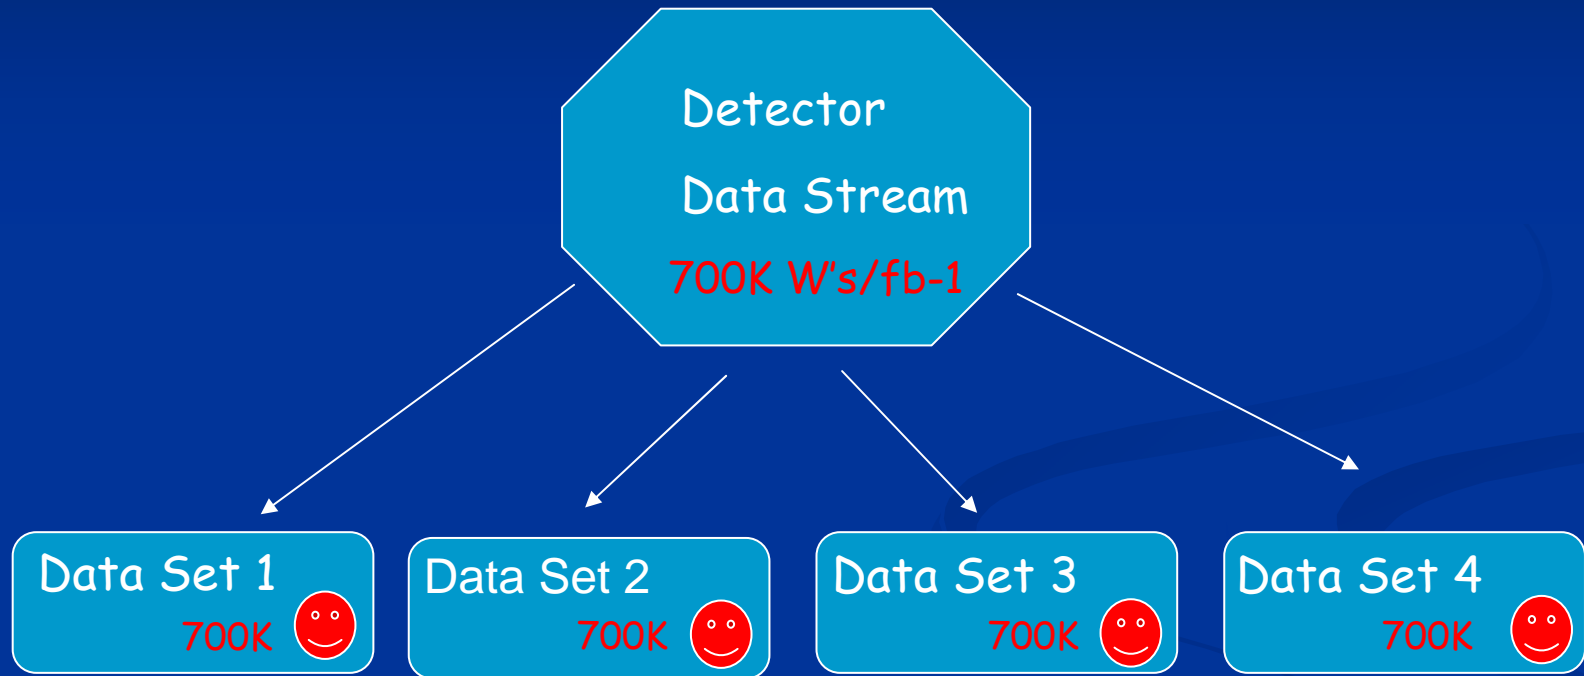 Detector
Data Stream
700K W's/fb-1
Data Set 1
700K
Data Set 2
700K
Data Set 3
700K
Data Set 4
700K